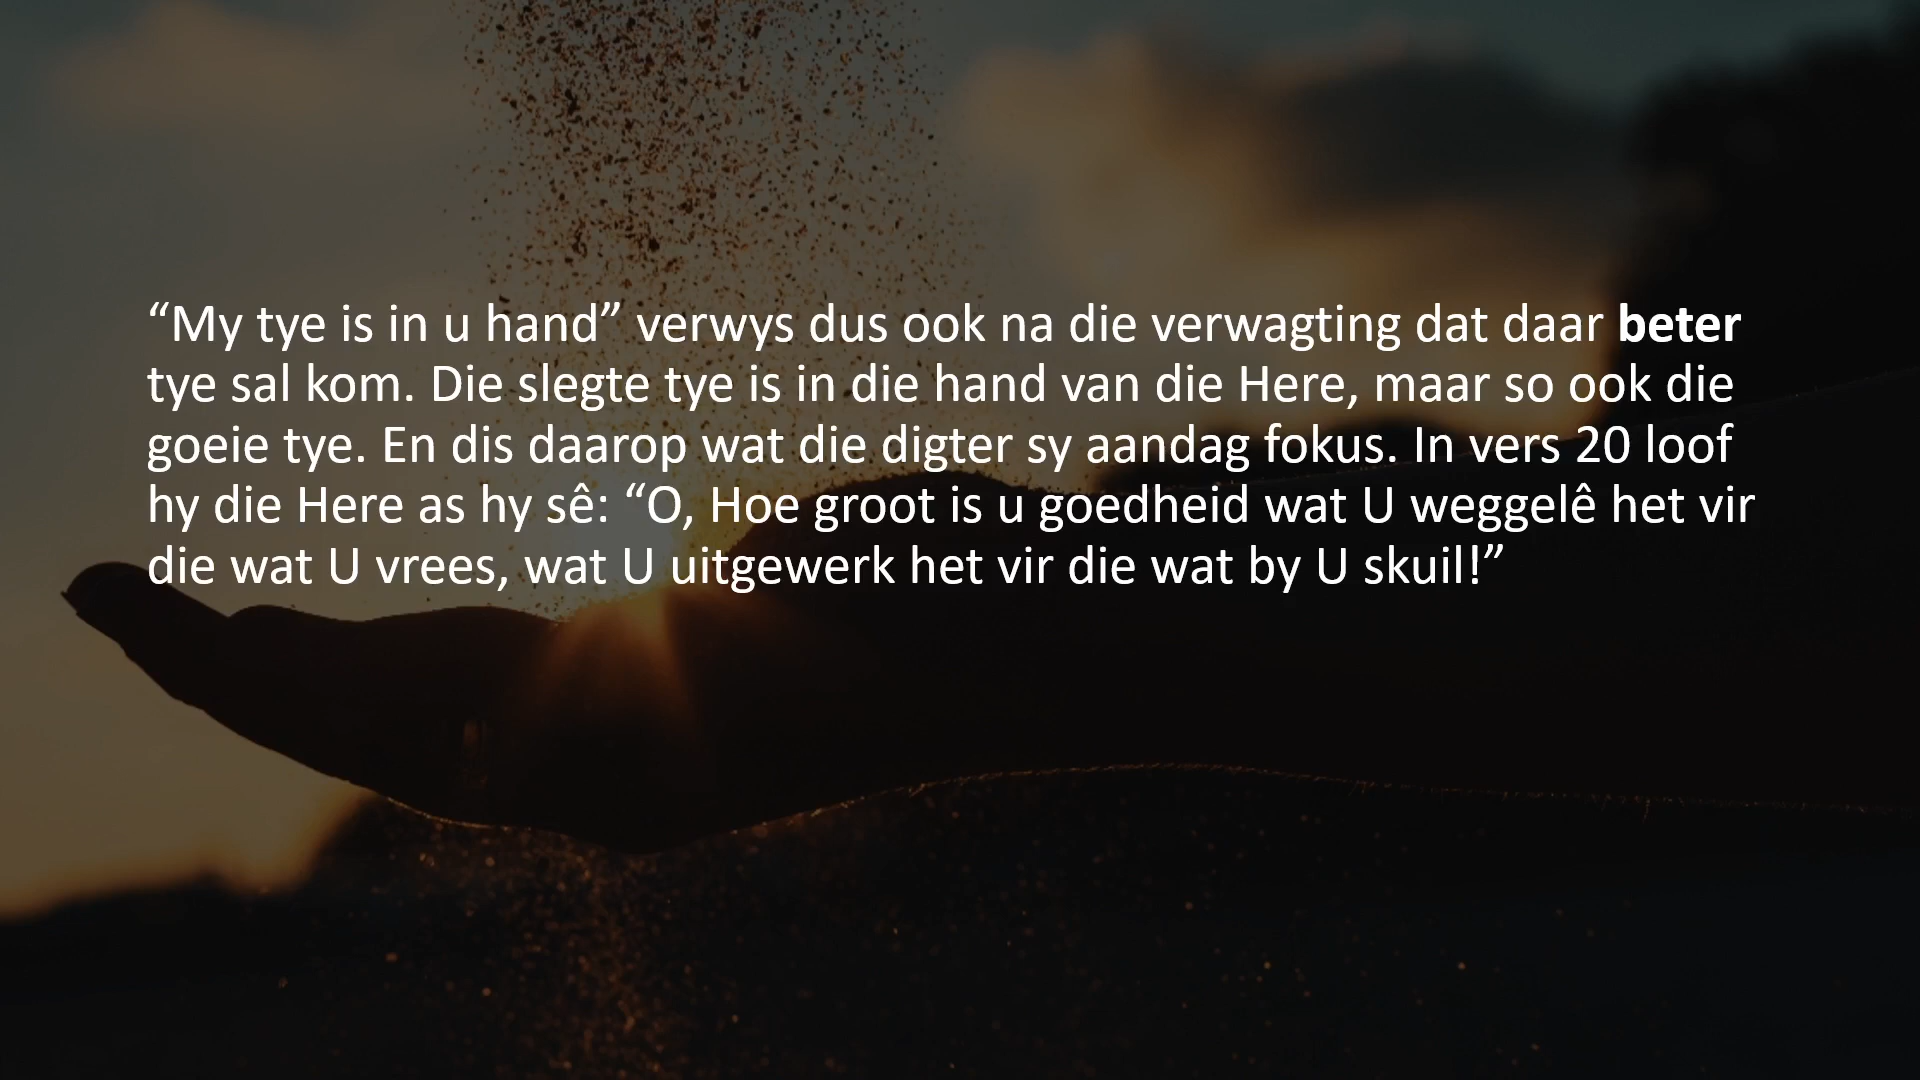 “My tye is in u hand” verwys dus ook na die verwagting dat daar beter
tye sal kom. Die slegte tye is in die hand van die Here, maar so ook die
goeie tye. En dis daarop wat die digter sy aandag fokus. In vers 20 loof
hy die Here as hy sê: “O, Hoe groot is u goedheid wat U weggelê het vir
die wat U vrees, wat U uitgewerk het vir die wat by U skuil!”